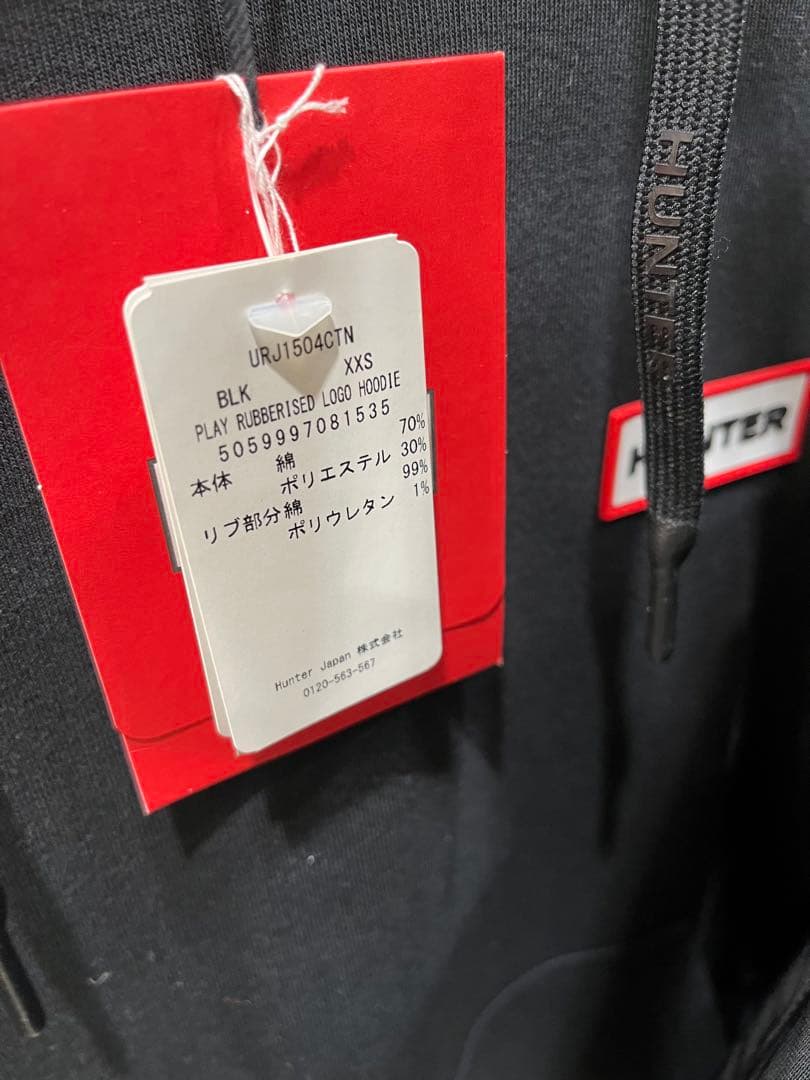 URJ1504CTN
BLK XXS
PLAY RUBBERISED LOGO HOODIE
5059997081535
本体 綿 70%
ポリエステル 30%
リブ部分綿 99%
ポリウレタン 1%
Hunter Japan 株式会社
0120-563-567
HUNTER
HUNTER